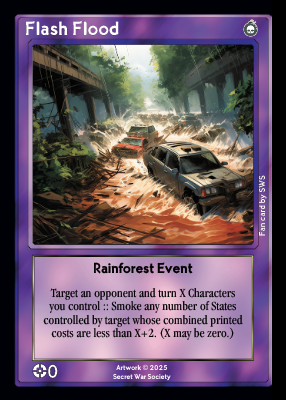 Flash Flood
Fan card by SWS
Rainforest Event
Target an opponent and turn X Characters
you control :: Smoke any number of States
controlled by target whose combined printed
costs are less than X+2. (X may be zero.)
0
Artwork © 2025
Secret War Society